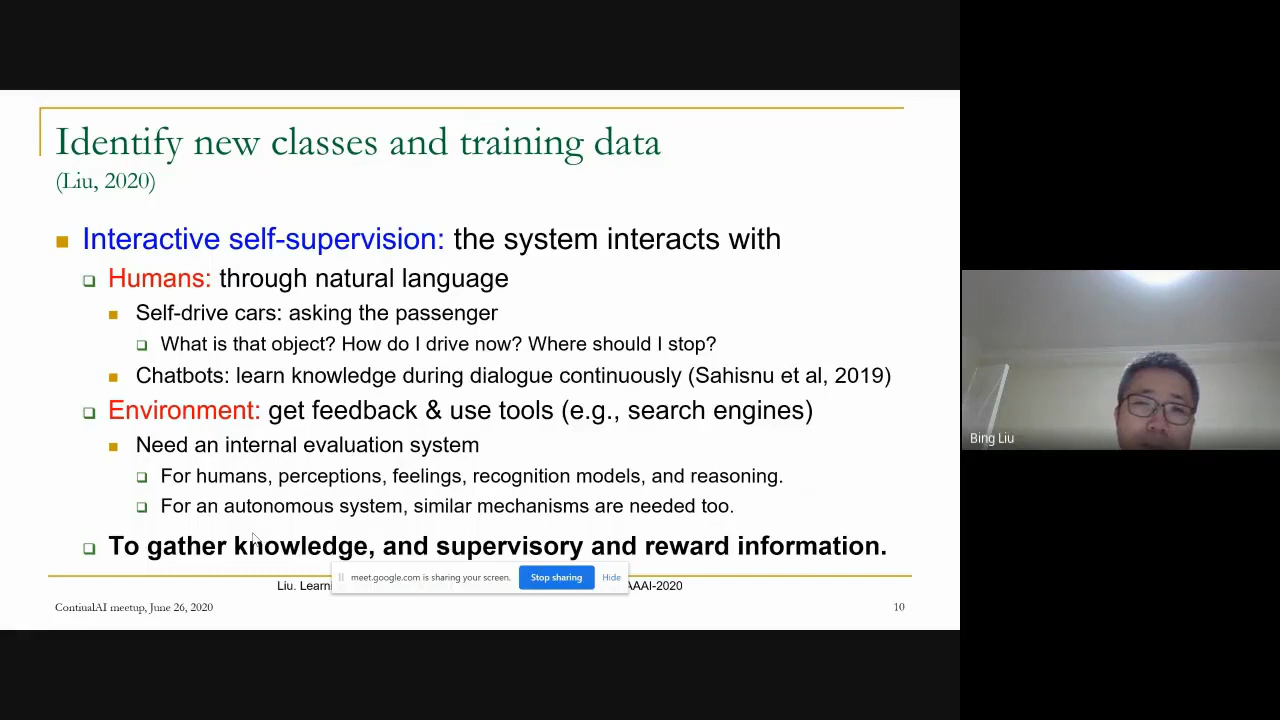 Identify new classes and training data
(Liu, 2020)
Interactive self-supervision: the system interacts with
Humans: through natural language
Self-drive cars: asking the passenger
What is that object? How do I drive now? Where should I stop?
Chatbots: learn knowledge during dialogue continuously (Sahisnu et al, 2019)
Environment: get feedback & use tools (e.g., search engines)
Need an internal evaluation system
For humans, perceptions, feelings, recognition models, and reasoning.
For an autonomous system, similar mechanisms are needed too.
To gather knowledge, and supervisory and reward information.
meet.google.com is sharing your screen. Stop sharing Hide
Liu. Learni AAAI-2020
ContiualAI meetup, June 26, 2020 10
Bing Liu